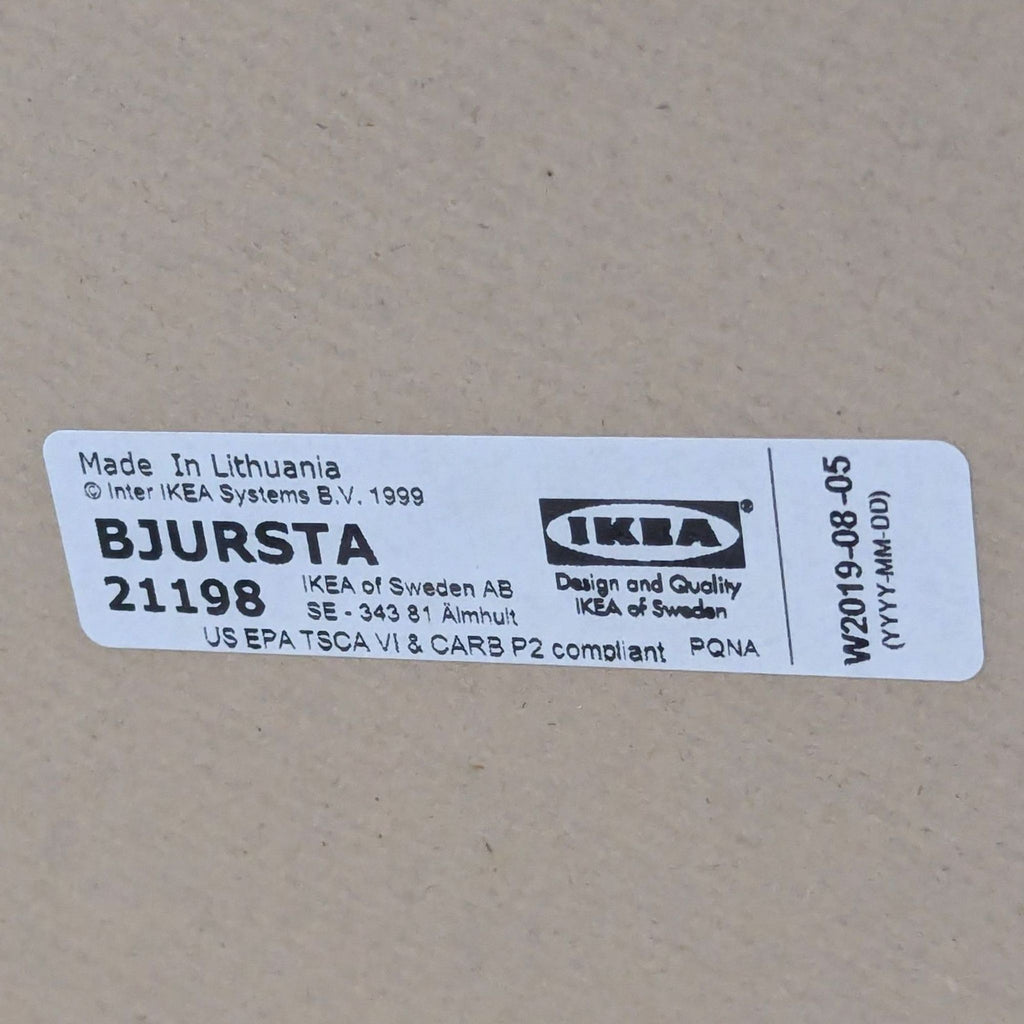 Made In Lithuania
© Inter IKEA Systems B.V. 1999
BJURSTA
21198
IKEA of Sweden AB
SE - 343 81 Älmhult
US EPA TSCA VI & CARB P2 compliant PQNA
IKEA®
Design and Quality
IKEA of Sweden
W2019-08-05
(YYYY-MM-DD)